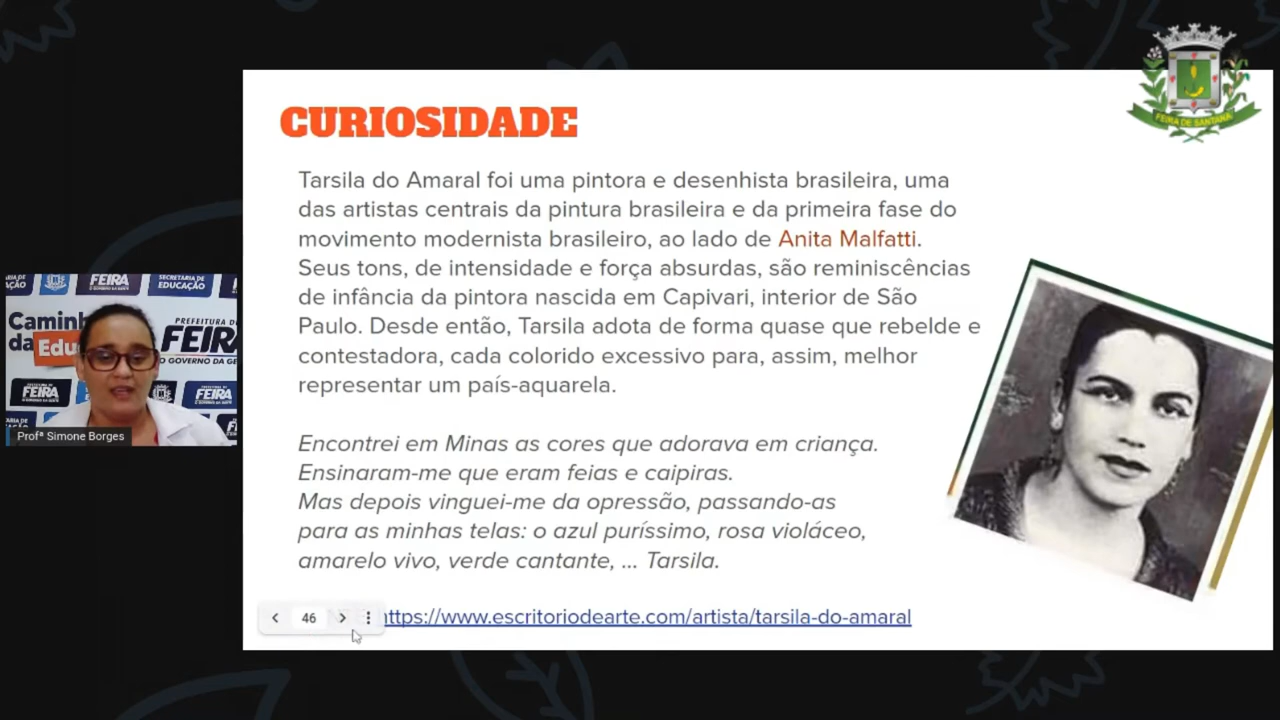 FEIRA DE SANTANA
CURIOSIDADE
Tarsila do Amaral foi uma pintora e desenhista brasileira, uma
das artistas centrais da pintura brasileira e da primeira fase do
movimento modernista brasileiro, ao lado de Anita Malfatti.
Seus tons, de intensidade e força absurdas, são reminiscências
de infância da pintora nascida em Capivari, interior de São
Paulo. Desde então, Tarsila adota de forma quase que rebelde e
contestadora, cada colorido excessivo para, assim, melhor
representar um país-aquarela.
Encontrei em Minas as cores que adorava em criança.
Ensinaram-me que eram feias e caipiras.
Mas depois vinguei-me da opressão, passando-as
para as minhas telas: o azul puríssimo, rosa violáceo,
amarelo vivo, verde cantante, ... Tarsila.
46
https://www.escritoriodearte.com/artista/tarsila-do-amaral
FEIRA
SECRETARIA DE
EDUCAÇÃO
PREFEITURA
FEIRA
FEIRA
FEIRA
Profª Simone Borges